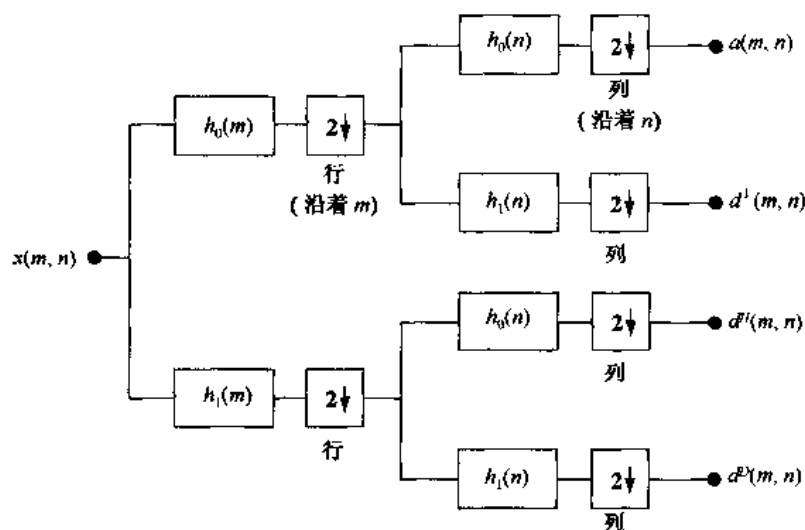 h₀(n)
2↓
a(m, n)
列
(沿着 n)
h₀(m)
2↓
行
(沿着 m)
h₁(n)
2↓
(m, n)
列
x(m, n)
h₀(n)
2↓
dᴴ(m, n)
列
h₁(m)
2↓
行
h₁(n)
2↓
dᴰ(m, n)
列